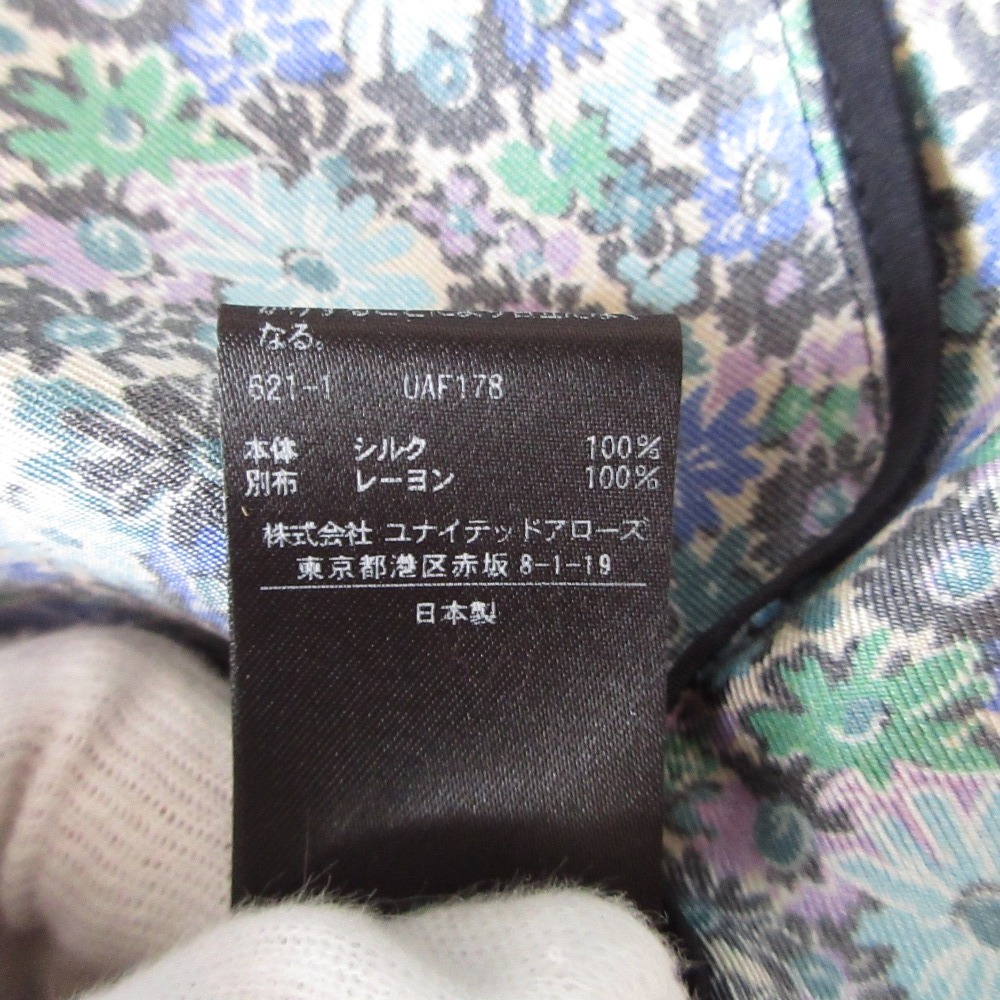 なる。
621-1 UAF178
本体 シルク 100%
別布 レーヨン 100%
株式会社 ユナイテッドアローズ
東京都港区赤坂 8-1-19
日本製